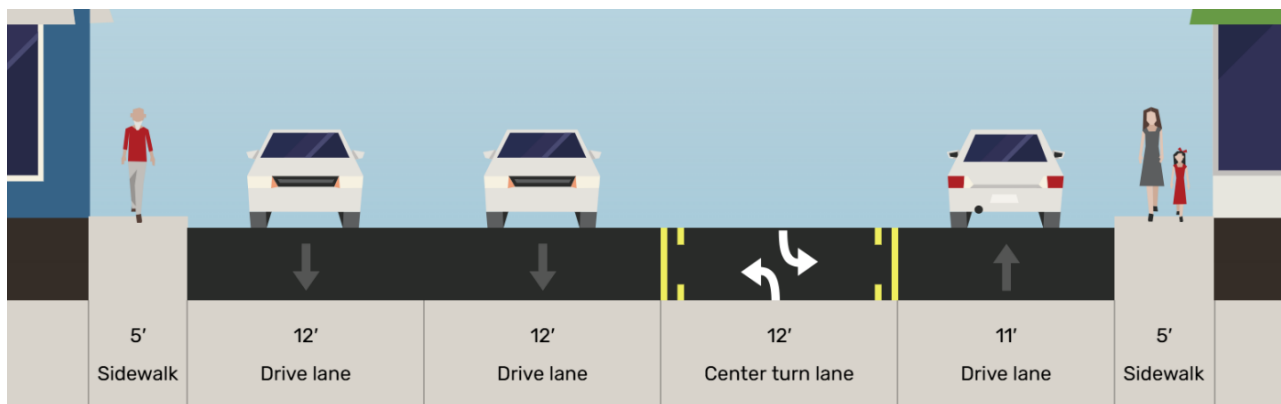 5′ 12′ 12′ 12′ 11′ 5′
Sidewalk Drive lane Drive lane Center turn lane Drive lane Sidewalk